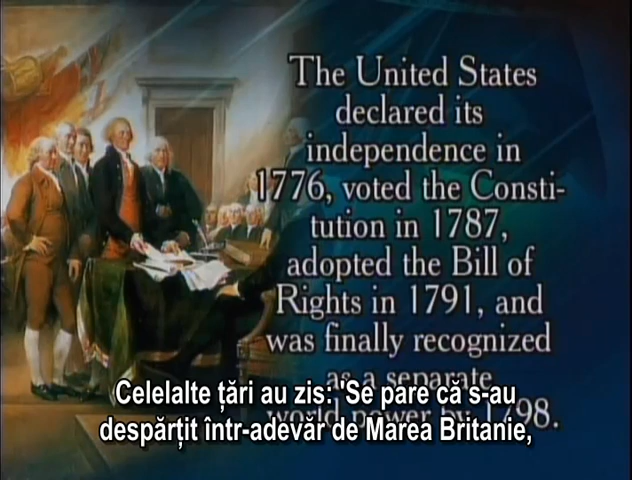 The United States
declared its
independence in
1776, voted the Consti-
tution in 1787,
adopted the Bill of
Rights in 1791, and
was finally recognized
as a separate
world power by 1798.
Celelalte țări au zis: 'Se pare că s-au
despărțit într-adevăr de Marea Britanie,